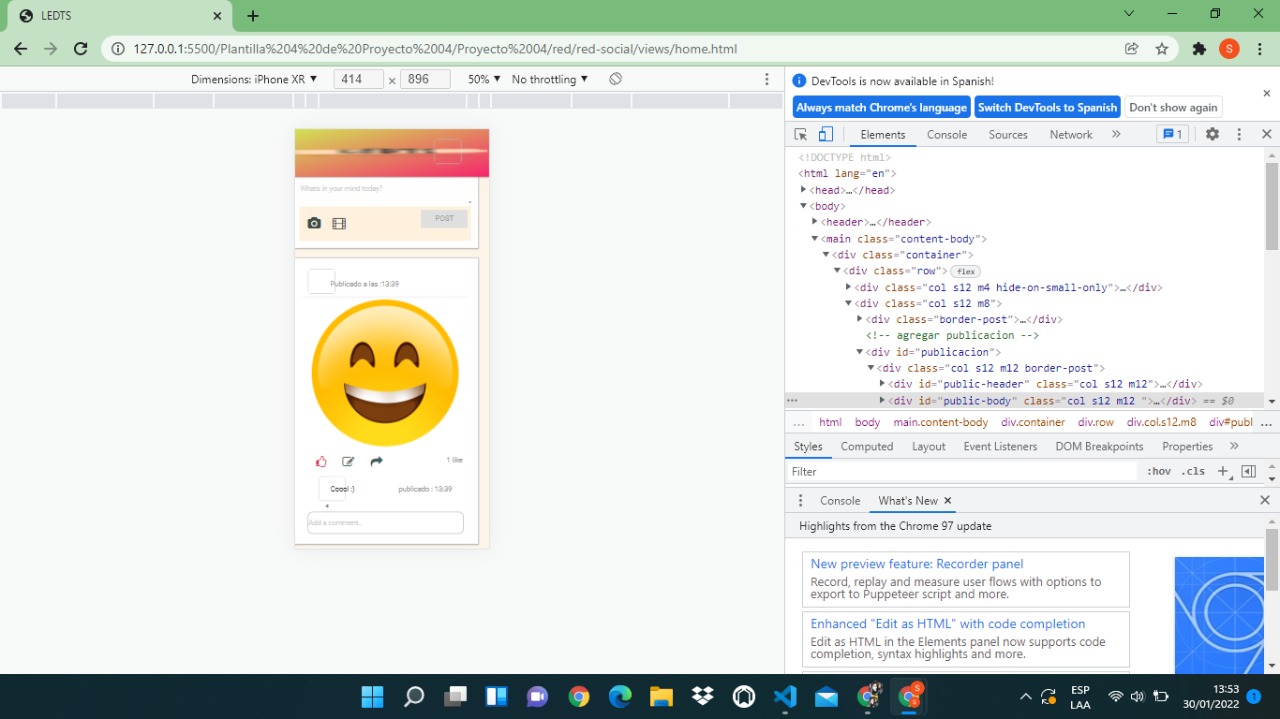 LEDTS
127.0.0.1:5500/Plantilla%204%20de%20Proyecto%2004/Proyecto%2004/red/red-social/views/home.html
S
Dimensions: iPhone XR ▼ 414 × 896 50% ▼ No throttling ▼
DevTools is now available in Spanish!
Always match Chrome's language Switch DevTools to Spanish Don't show again
Elements Console Sources Network » 1
<!DOCTYPE html>
<html lang="en">
<head>…</head>
<body>
<header>…</header>
<main class="content-body">
<div class="container">
<div class="row"> flex
<div class="col s12 m4 hide-on-small-only">…</div>
<div class="col s12 m8">
<div class="border-post">…</div>
<!-- agregar publicacion -->
<div id="publicacion">
<div class="col s12 m12 border-post">
<div id="public-header" class="col s12 m12">…</div>
<div id="public-body" class="col s12 m12 ">…</div> == $0
... html body main.content-body div.container div.row div.col.s12.m8 div#publ ...
Styles Computed Layout Event Listeners DOM Breakpoints Properties »
Filter :hov .cls
Console What's New
Highlights from the Chrome 97 update
New preview feature: Recorder panel
Record, replay and measure user flows with options to
export to Puppeteer script and more.
Enhanced "Edit as HTML" with code completion
Edit as HTML in the Elements panel now supports code
completion, syntax highlights and more.
Whats in your mind today?
POST
Publicado a las :13:39
1 like
Coool :) publicado : 13:39
Add a comment..
ESP
LAA
13:53
30/01/2022
1